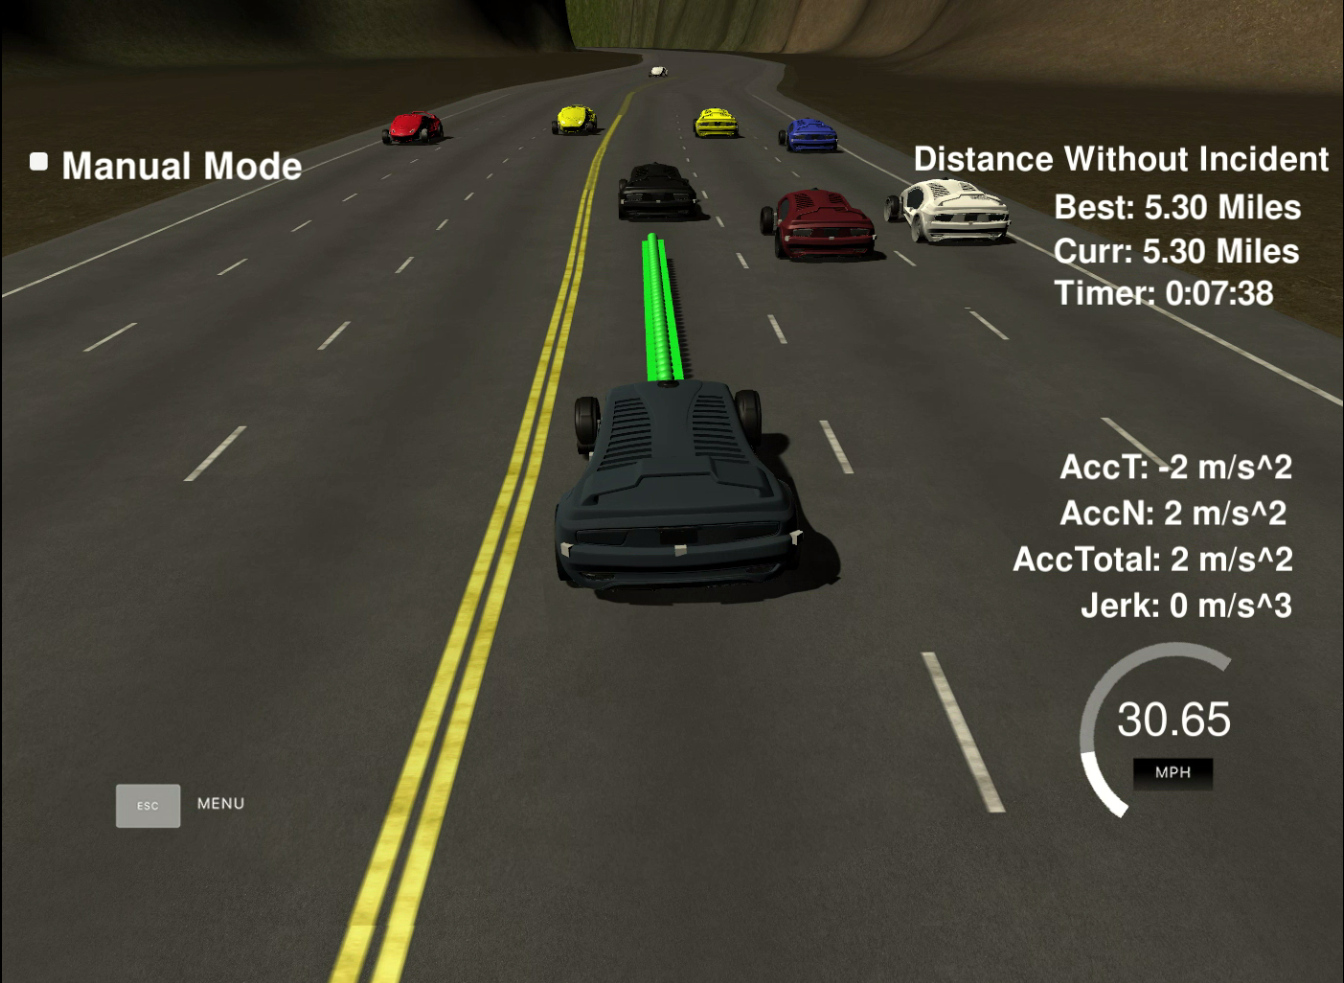 Manual Mode
Distance Without Incident
Best: 5.30 Miles
Curr: 5.30 Miles
Timer: 0:07:38
AccT: -2 m/s^2
AccN: 2 m/s^2
AccTotal: 2 m/s^2
Jerk: 0 m/s^3
30.65
MPH
ESC MENU